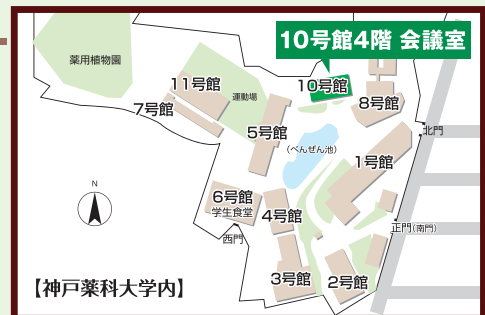 10号館4階 会議室
薬用植物園
11号館
運動場
10号館
8号館
7号館
5号館
(べんぜん池)
北門
1号館
N
6号館
学生食堂
4号館
正門(南門)
西門
3号館
2号館
【神戸薬科大学内】